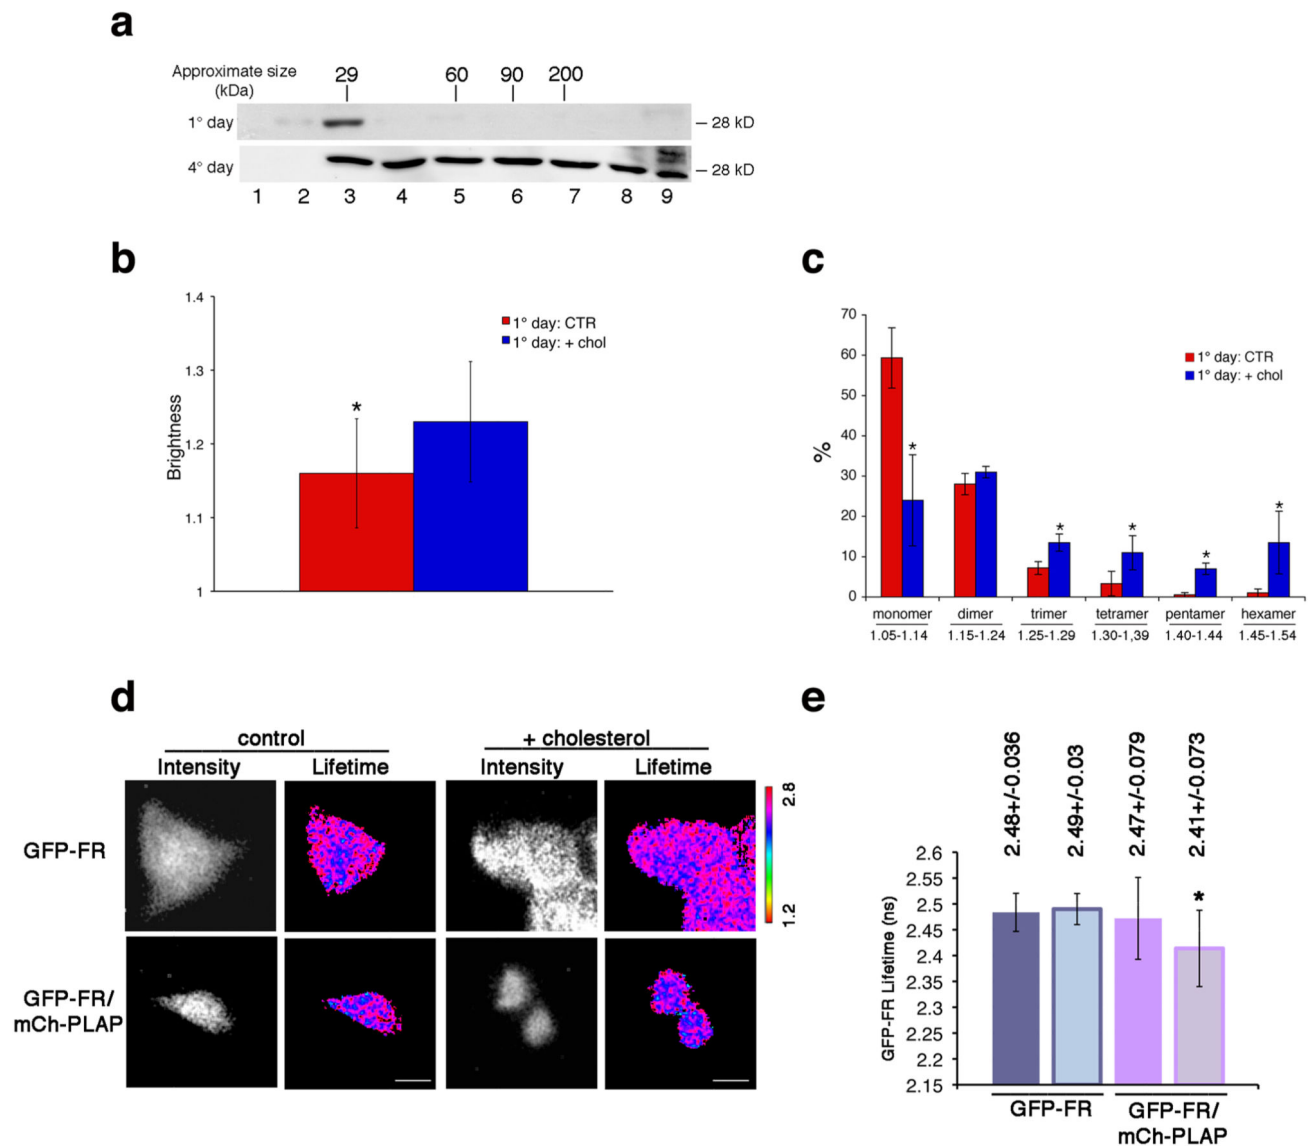 a
Approximate size
(kDa)
29 60 90 200
1° day
– 28 kD
4° day
– 28 kD
1 2 3 4 5 6 7 8 9
b
1.4
1.3
1.2
1.1
1
Brightness
*
1° day: CTR
1° day: + chol
c
70
60
50
40
30
20
10
0
%
1° day: CTR
1° day: + chol
* * * * *
monomer dimer trimer tetramer pentamer hexamer
1.05-1.14 1.15-1.24 1.25-1.29 1.30-1,39 1.40-1.44 1.45-1.54
d
control + cholesterol
Intensity Lifetime Intensity Lifetime
GFP-FR
GFP-FR/
mCh-PLAP
2.8
1.2
e
2.48+/-0.036
2.49+/-0.03
2.47+/-0.079
2.41+/-0.073
2.6
2.55
2.5
2.45
2.4
2.35
2.3
2.25
2.2
2.15
GFP-FR Lifetime (ns)
*
GFP-FR GFP-FR/
mCh-PLAP